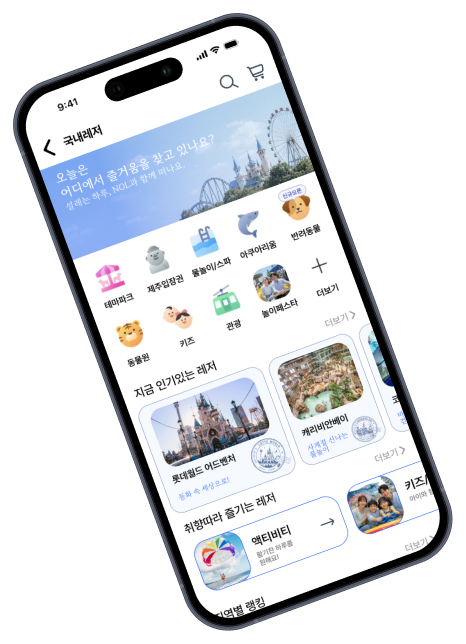 9:41
국내레저
오늘은
어디에서 즐거움을 찾고 있나요?
설레는 하루, NOL과 함께 떠나요.
신규오픈
테마파크
제주입장권
물놀이/스파
아쿠아리움
반려동물
동물원
키즈
관광
놀이페스타
더보기
지금 인기있는 레저
더보기
롯데월드 어드벤처
동화 속 세상으로!
캐리비안베이
사계절 신나는
물놀이
취향따라 즐기는 레저
더보기
액티비티
활기찬 하루를
원해요!
키즈/
아이와 함
지역별 랭킹
더보기